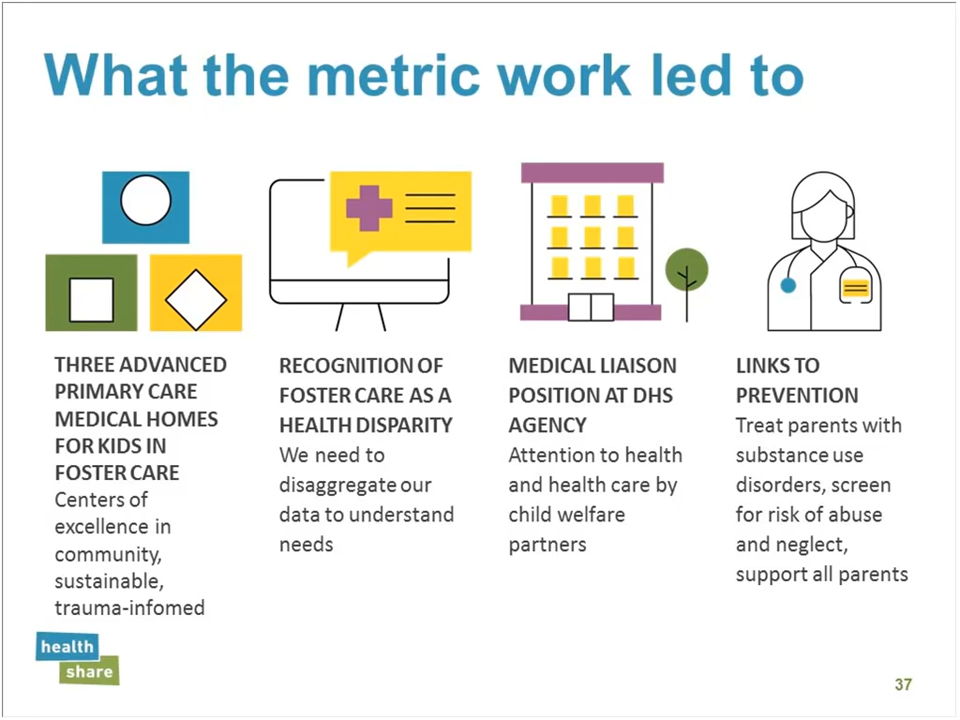 What the metric work led to
THREE ADVANCED
PRIMARY CARE
MEDICAL HOMES
FOR KIDS IN
FOSTER CARE
Centers of
excellence in
community,
sustainable,
trauma-infomed
RECOGNITION OF
FOSTER CARE AS A
HEALTH DISPARITY
We need to
disaggregate our
data to understand
needs
MEDICAL LIAISON
POSITION AT DHS
AGENCY
Attention to health
and health care by
child welfare
partners
LINKS TO
PREVENTION
Treat parents with
substance use
disorders, screen
for risk of abuse
and neglect,
support all parents
health
share
37